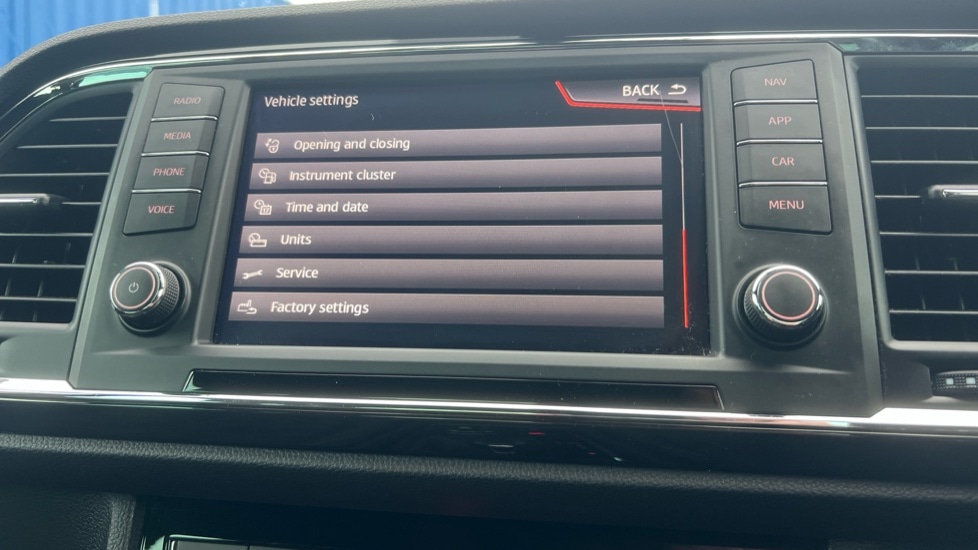 Vehicle settings
BACK
Opening and closing
Instrument cluster
Time and date
Units
Service
Factory settings
RADIO
MEDIA
PHONE
VOICE
NAV
APP
CAR
MENU